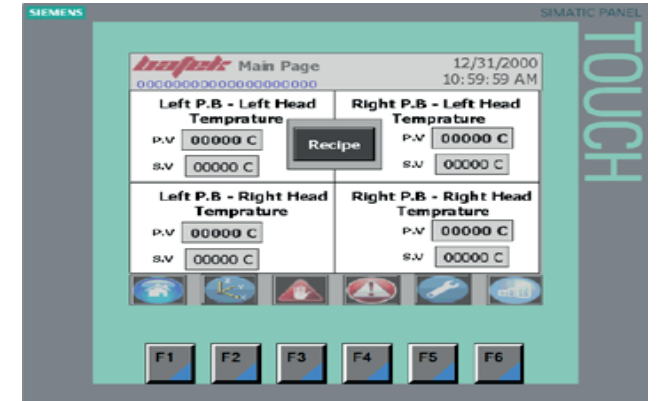 SIEMENS
SIMATIC PANEL
TOUCH
hafek Main Page
12/31/2000
00000000000000000000
10:59:59 AM
Left P.B - Left Head
Temprature
P.V 00000 C
S.V 00000 C
Right P.B - Left Head
Temprature
P.V 00000 C
S.V 00000 C
Recipe
Left P.B - Right Head
Temprature
P.V 00000 C
S.V 00000 C
Right P.B - Right Head
Temprature
P.V 00000 C
S.V 00000 C
F1
F2
F3
F4
F5
F6